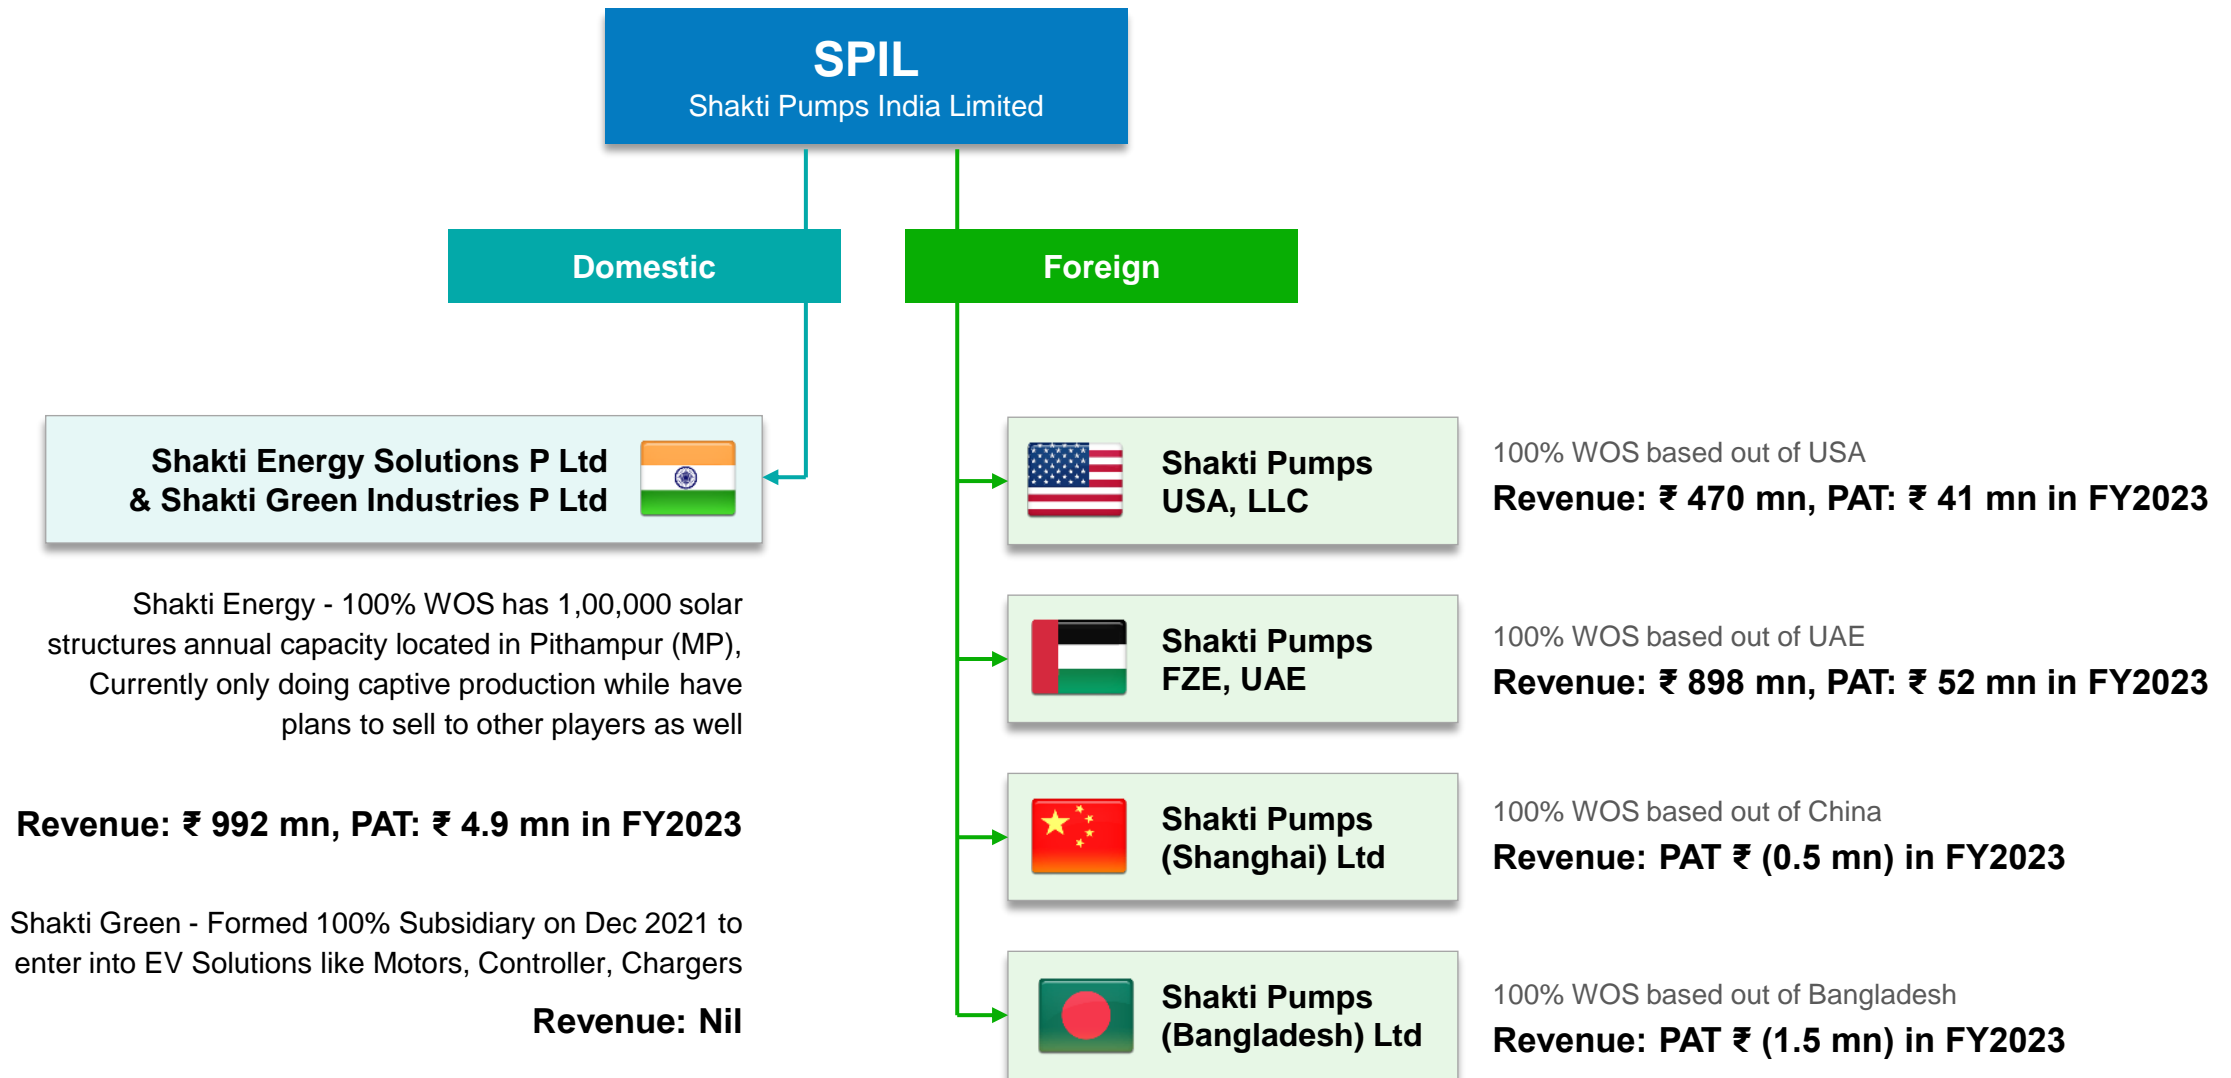 SPIL
Shakti Pumps India Limited
Domestic
Foreign
Shakti Energy Solutions P Ltd
& Shakti Green Industries P Ltd
Shakti Energy - 100% WOS has 1,00,000 solar
structures annual capacity located in Pithampur (MP),
Currently only doing captive production while have
plans to sell to other players as well
Revenue: ₹ 992 mn, PAT: ₹ 4.9 mn in FY2023
Shakti Green - Formed 100% Subsidiary on Dec 2021 to
enter into EV Solutions like Motors, Controller, Chargers
Revenue: Nil
Shakti Pumps
USA, LLC
100% WOS based out of USA
Revenue: ₹ 470 mn, PAT: ₹ 41 mn in FY2023
Shakti Pumps
FZE, UAE
100% WOS based out of UAE
Revenue: ₹ 898 mn, PAT: ₹ 52 mn in FY2023
Shakti Pumps
(Shanghai) Ltd
100% WOS based out of China
Revenue: PAT ₹ (0.5 mn) in FY2023
Shakti Pumps
(Bangladesh) Ltd
100% WOS based out of Bangladesh
Revenue: PAT ₹ (1.5 mn) in FY2023